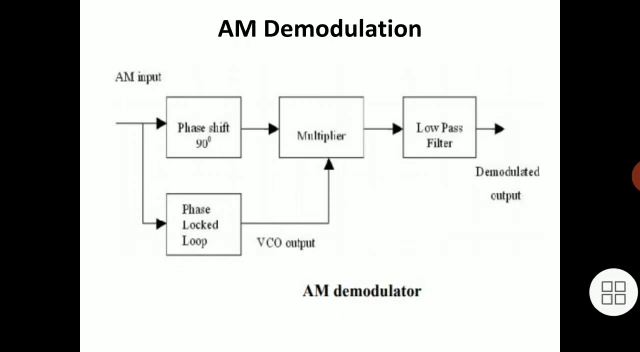 AM Demodulation
AM input
Phase shift
90⁰
Multiplier
Low Pass
Filter
Demodulated
output
Phase
Locked
Loop
VCO output
AM demodulator